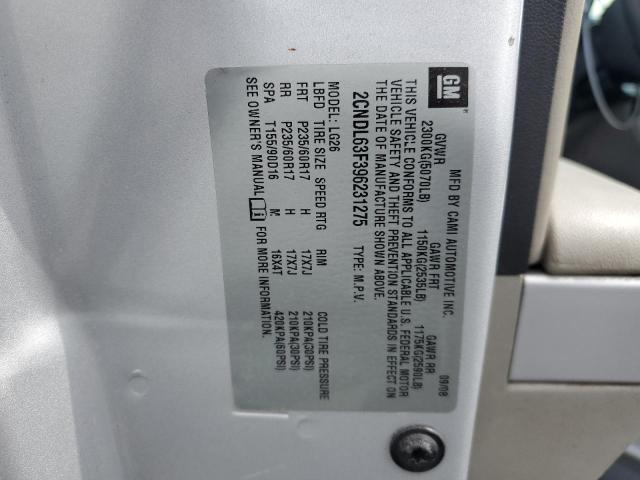 GM
MFD BY CAMI AUTOMOTIVE INC. 09/08
GVWR GAWR FRT GAWR RR
2300KG(5070LB) 1150KG(2535LB) 1175KG(2590LB)
THIS VEHICLE CONFORMS TO ALL APPLICABLE U.S. FEDERAL MOTOR
VEHICLE SAFETY AND THEFT PREVENTION STANDARDS IN EFFECT ON
THE DATE OF MANUFACTURE SHOWN ABOVE.
2CNDL63F396231275 TYPE: M.P.V.
MODEL: LG26
LBFD TIRE SIZE SPEED RTG RIM COLD TIRE PRESSURE
FRT P235/60R17 H 17X7J 210KPA(30PSI)
RR P235/60R17 H 17X7J 210KPA(30PSI)
SPA T155/90D16 M 16X4T 420KPA(60PSI)
SEE OWNER'S MANUAL FOR MORE INFORMATION.